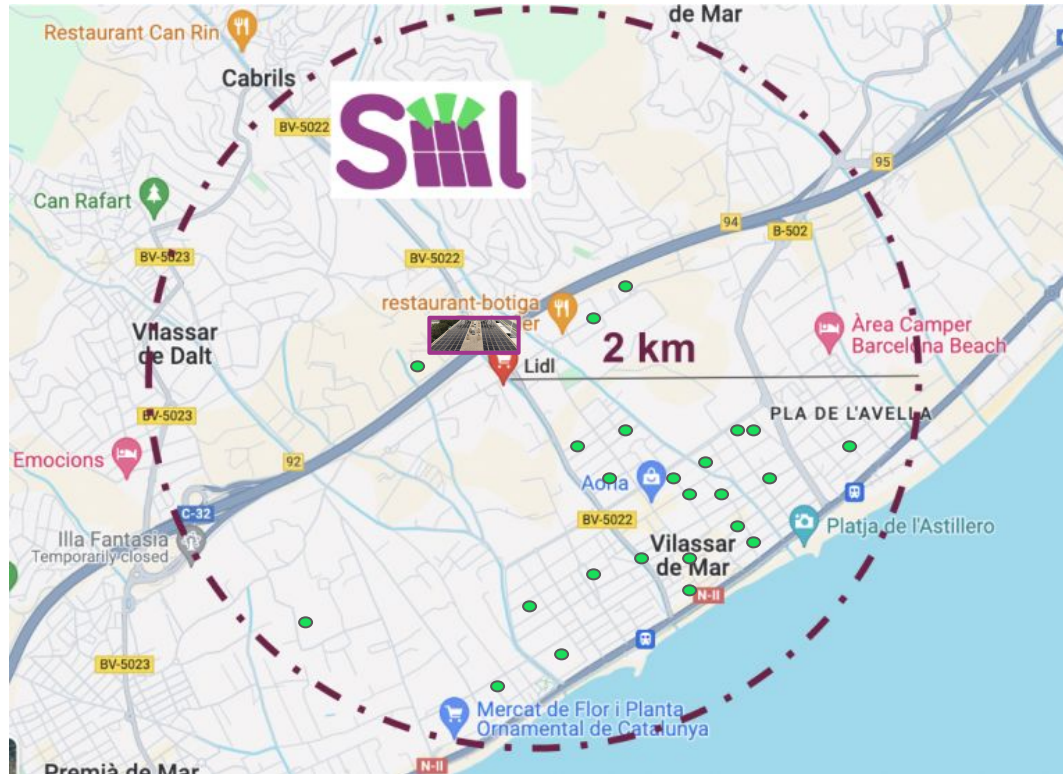 de Mar
Restaurant Can Rin
Cabrils
BV-5022
Sml
95
Can Rafart
94
B-502
BV-5023
BV-5022
restaurant-botiga
er
Vilassar
de Dalt
2 km
Àrea Camper
Barcelona Beach
Lidl
PLA DE L'AVELLA
BV-5023
Emocions
92
Aona
C-32
BV-5022
Platja de l'Astillero
Illa Fantasia
Temporarily closed
Vilassar
de Mar
N-II
BV-5023
Mercat de Flor i Planta
Ornamental de Catalunya
N-II
Premià de Mar